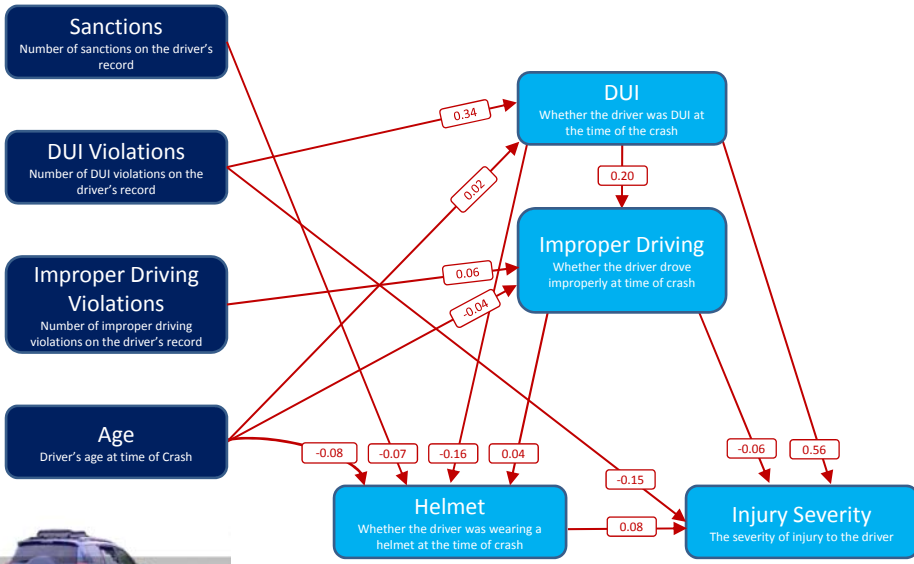 Sanctions
Number of sanctions on the driver's
record
DUI Violations
Number of DUI violations on the
driver's record
Improper Driving
Violations
Number of improper driving
violations on the driver's record
Age
Driver's age at time of Crash
DUI
Whether the driver was DUI at
the time of the crash
Improper Driving
Whether the driver drove
improperly at time of crash
Helmet
Whether the driver was wearing a
helmet at the time of crash
Injury Severity
The severity of injury to the driver
0.34
0.02
0.20
0.06
-0.04
-0.08
-0.07
-0.16
0.04
-0.15
-0.06
0.56
0.08